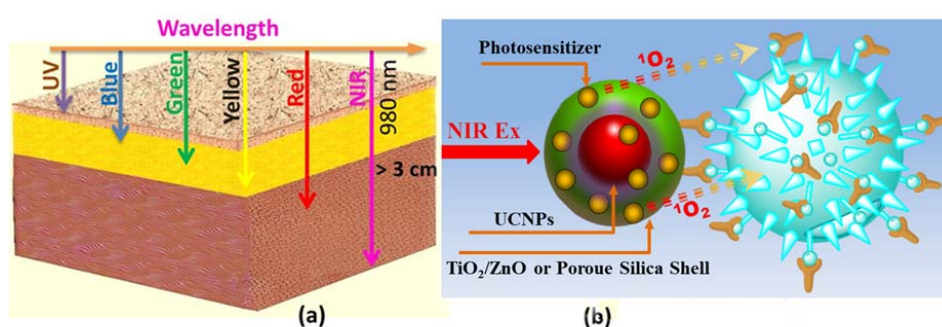 Wavelength
UV
Blue
Green
Yellow
Red
NIR
980 nm
> 3 cm
(a)
Photosensitizer
¹O₂
NIR Ex
¹O₂
UCNPs
TiO₂/ZnO or Poroue Silica Shell
(b)